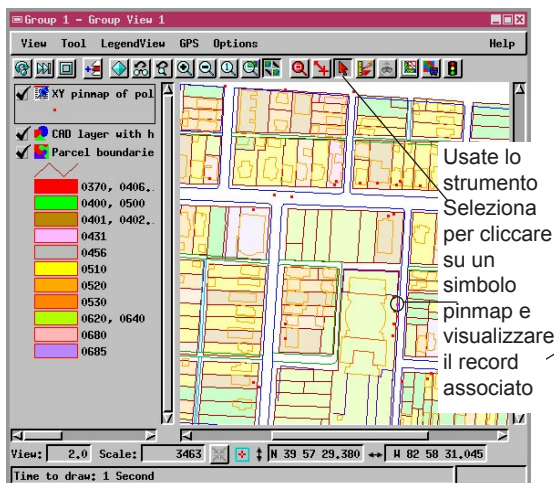 Group 1 - Group View 1
View Tool LegendView GPS Options Help
XY pinmap of pol
CAD layer with h
Parcel boundarie
0370, 0406..
0400, 0500
0401, 0402..
0431
0456
0510
0520
0530
0620, 0640
0680
0685
Usate lo
strumento
Seleziona
per cliccare
su un
simbolo
pinmap e
visualizzare
il record
associato
View: 2.0 Scale: 3463 N 39 57 29.380 W 82 58 31.045
Time to draw: 1 Second